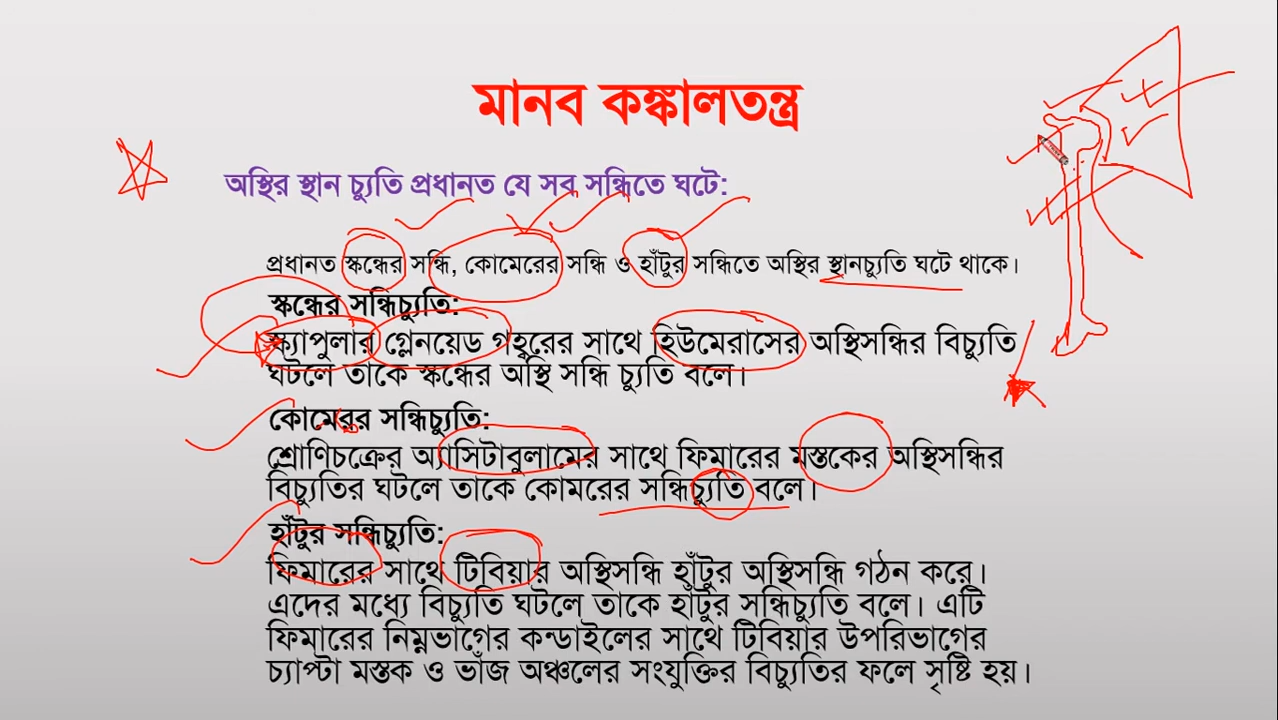 মানব কঙ্কালতন্ত্র
অস্থির স্থান চ্যুতি প্রধানত যে সব সন্ধিতে ঘটে:
প্রধানত স্কন্ধের সন্ধি, কোমেরের সন্ধি ও হাঁটুর সন্ধিতে অস্থির স্থানচ্যুতি ঘটে থাকে।
স্কন্ধের সন্ধিচ্যুতি:
স্ক্যাপুলার গ্লেনয়েড গহ্বরের সাথে হিউমেরাসের অস্থিসন্ধির বিচ্যুতি
ঘটলে তাকে স্কন্ধের অস্থি সন্ধি চ্যুতি বলে।
কোমেরর সন্ধিচ্যুতি:
শ্রোণিচক্রের অ্যাসিটাবুলামের সাথে ফিমারের মস্তকের অস্থিসন্ধির
বিচ্যুতির ঘটলে তাকে কোমরের সন্ধিচ্যুতি বলে।
হাঁটুর সন্ধিচ্যুতি:
ফিমারের সাথে টিবিয়ার অস্থিসন্ধি হাঁটুর অস্থিসন্ধি গঠন করে।
এদের মধ্যে বিচ্যুতি ঘটলে তাকে হাঁটুর সন্ধিচ্যুতি বলে। এটি
ফিমারের নিম্নভাগের কন্ডাইলের সাথে টিবিয়ার উপরিভাগের
চ্যাপ্টা মস্তক ও ভাঁজ অঞ্চলের সংযুক্তির বিচ্যুতির ফলে সৃষ্টি হয়।